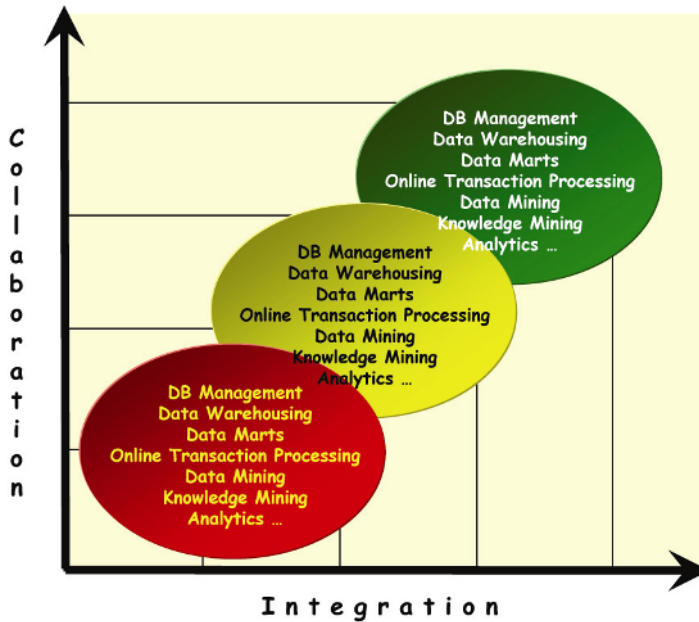 Collaboration
DB Management
Data Warehousing
Data Marts
Online Transaction Processing
Data Mining
Knowledge Mining
Analytics ...
DB Management
Data Warehousing
Data Marts
Online Transaction Processing
Data Mining
Knowledge Mining
Analytics ...
DB Management
Data Warehousing
Data Marts
Online Transaction Processing
Data Mining
Knowledge Mining
Analytics ...
Integration